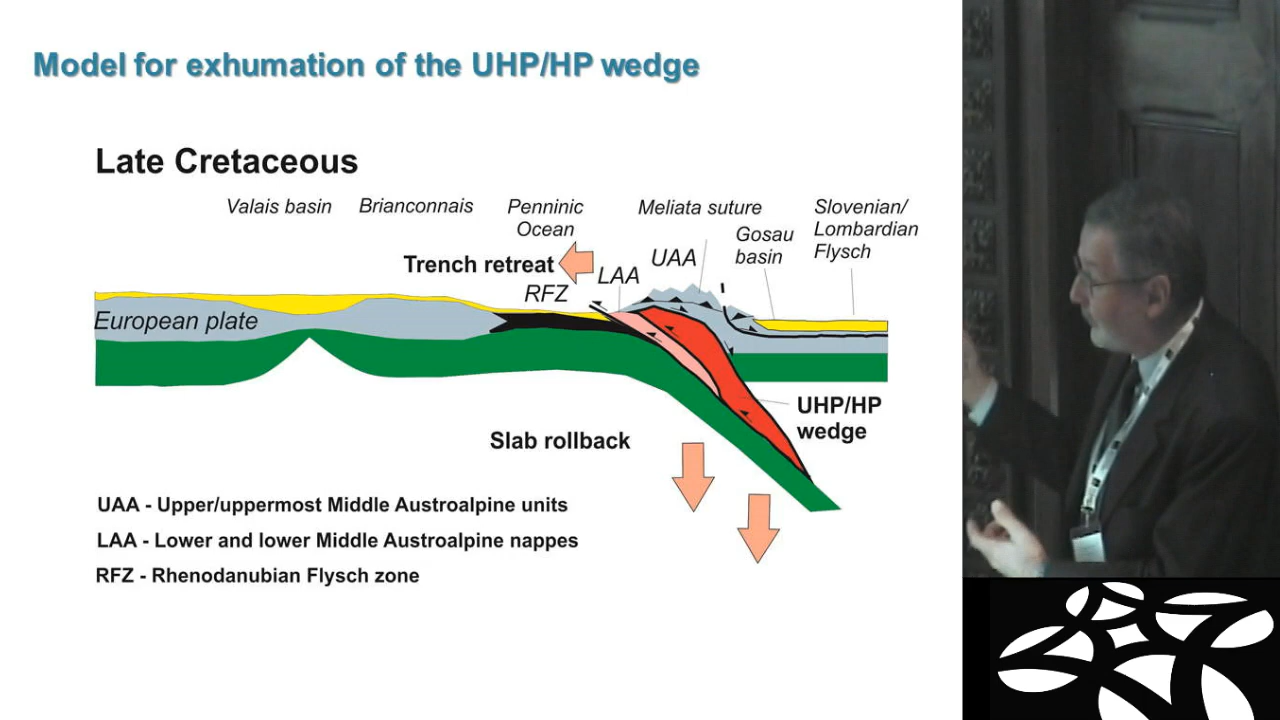 Model for exhumation of the UHP/HP wedge
Late Cretaceous
Valais basin
Brianconnais
Penninic
Ocean
Meliata suture
Slovenian/
Lombardian
Flysch
Gosau
basin
UAA
Trench retreat
LAA
RFZ
European plate
UHP/HP
wedge
Slab rollback
UAA - Upper/uppermost Middle Austroalpine units
LAA - Lower and lower Middle Austroalpine nappes
RFZ - Rhenodanubian Flysch zone